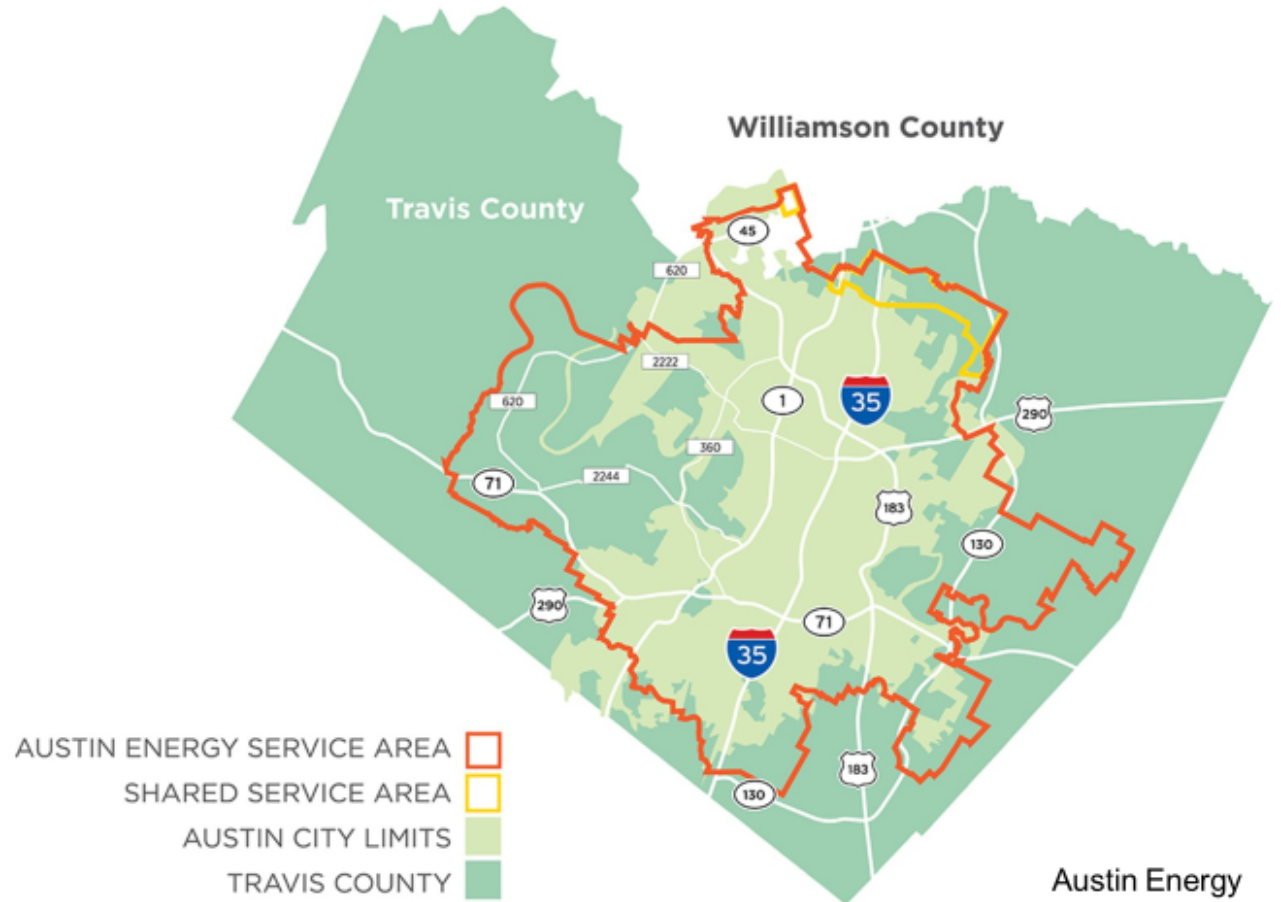 Williamson County
Travis County
45
620
2222
1
35
290
620
360
2244
71
183
130
290
71
35
183
130
AUSTIN ENERGY SERVICE AREA
SHARED SERVICE AREA
AUSTIN CITY LIMITS
TRAVIS COUNTY
Austin Energy